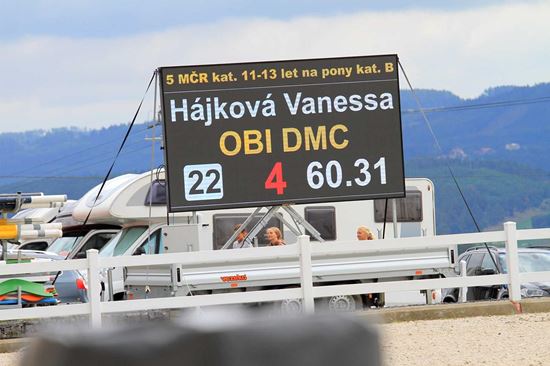 5 MČR kat. 11-13 let na pony kat. B
Hájková Vanessa
OBI DMC
22 4 60.31